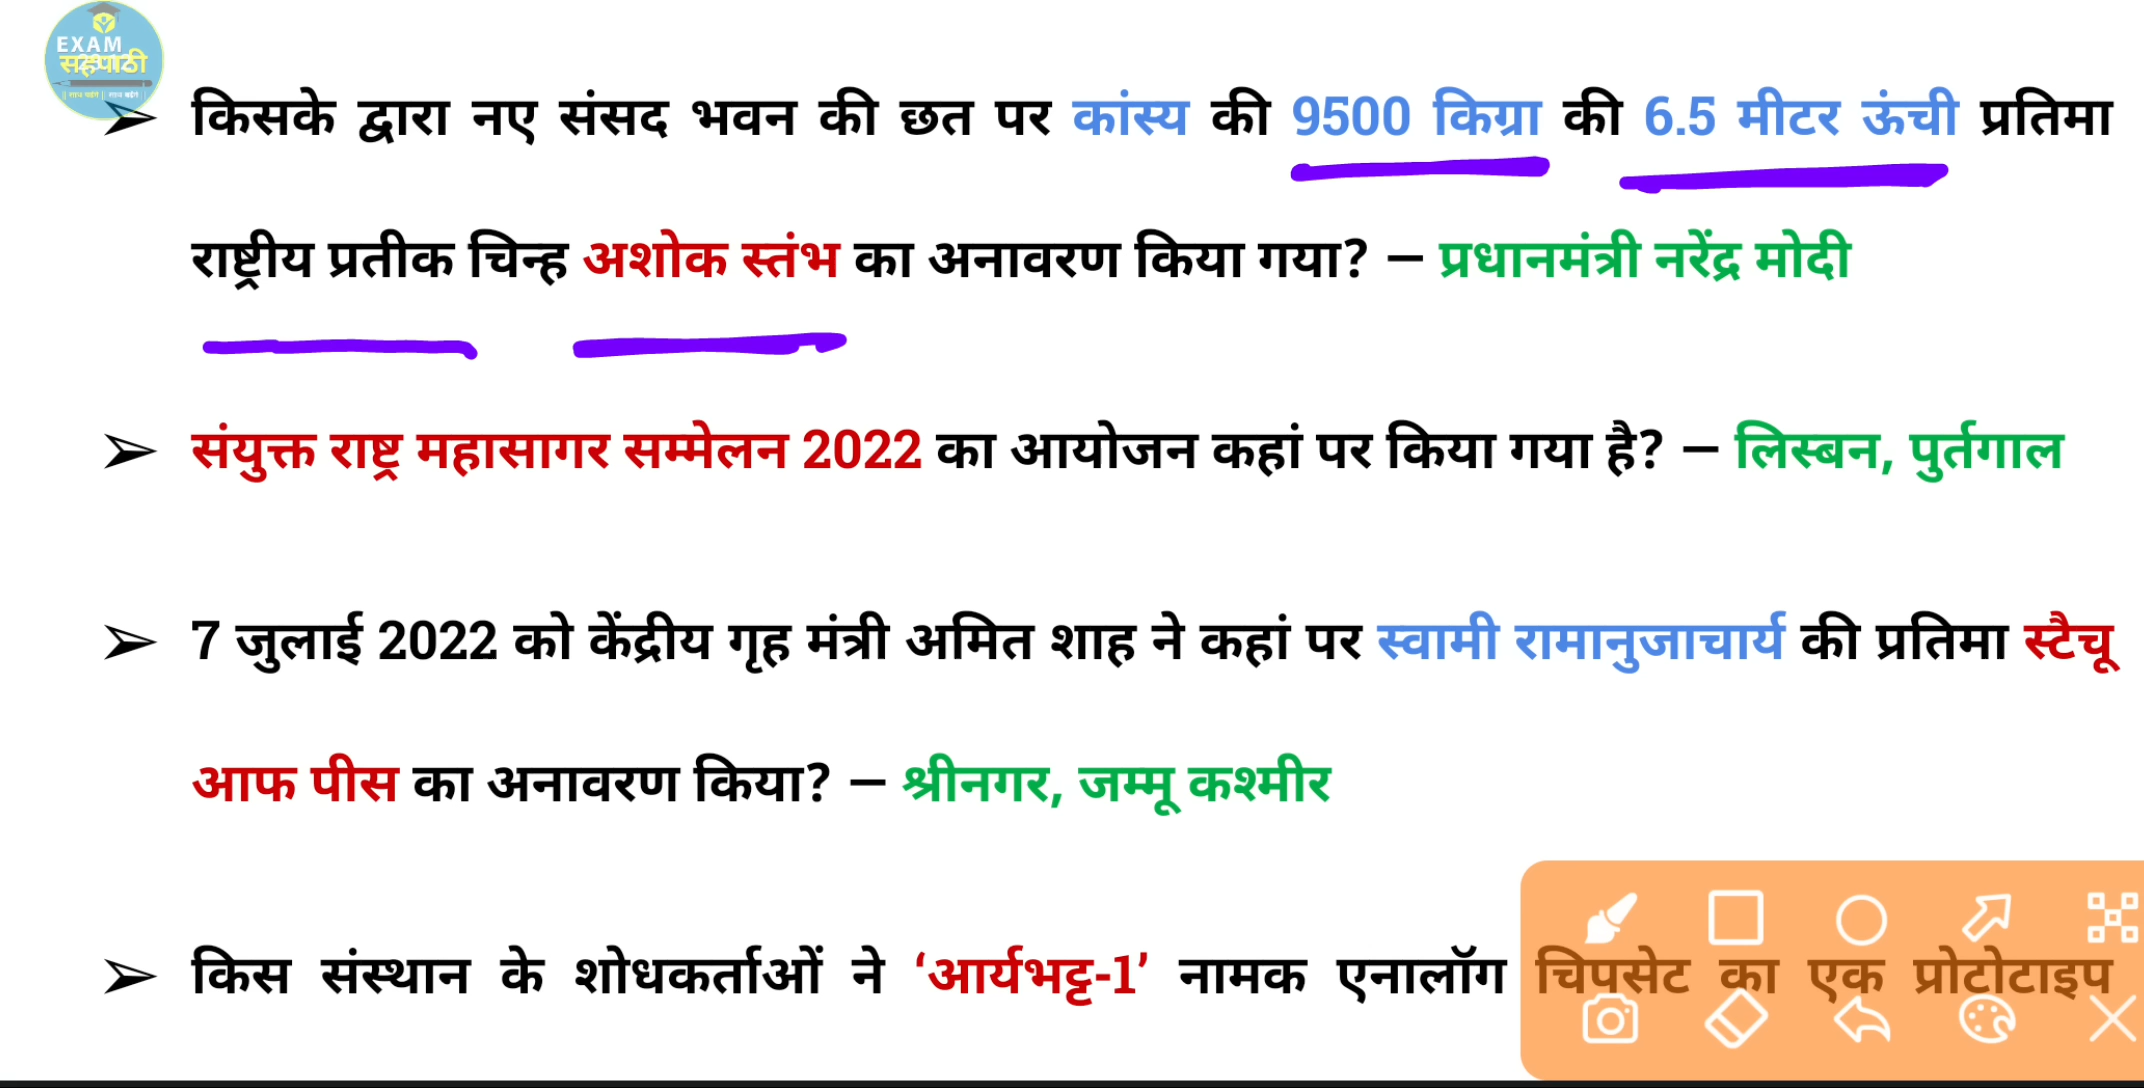 EXAM
सहपाठी
किसके द्वारा नए संसद भवन की छत पर कांस्य की 9500 किग्रा की 6.5 मीटर ऊंची प्रतिमा
राष्ट्रीय प्रतीक चिन्ह अशोक स्तंभ का अनावरण किया गया? – प्रधानमंत्री नरेंद्र मोदी
संयुक्त राष्ट्र महासागर सम्मेलन 2022 का आयोजन कहां पर किया गया है? – लिस्बन, पुर्तगाल
7 जुलाई 2022 को केंद्रीय गृह मंत्री अमित शाह ने कहां पर स्वामी रामानुजाचार्य की प्रतिमा स्टैचू
आफ पीस का अनावरण किया? – श्रीनगर, जम्मू कश्मीर
किस संस्थान के शोधकर्ताओं ने ‘आर्यभट्ट-1’ नामक एनालॉग चिपसेट का एक प्रोटोटाइप